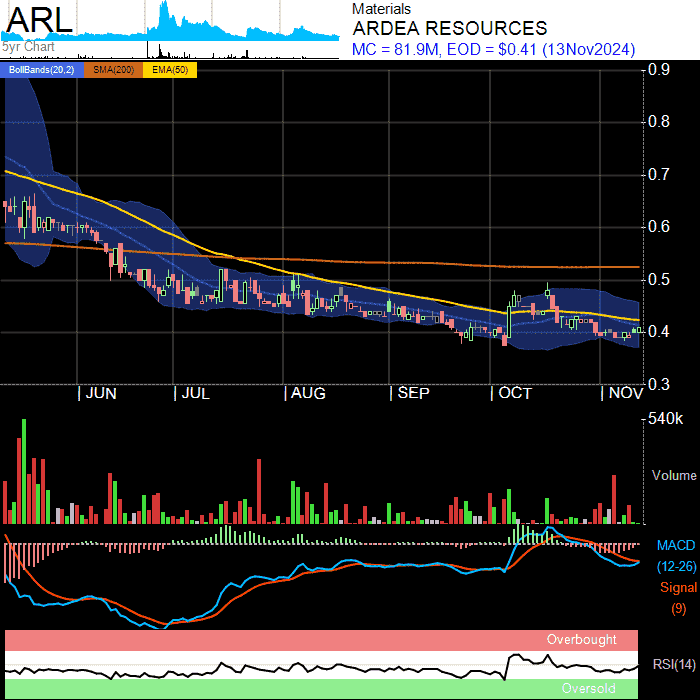 ARL
5yr Chart
Materials
ARDEA RESOURCES
MC = 81.9M, EOD = $0.41 (13Nov2024)
BollBands(20,2) SMA(200) EMA(50)
0.9
0.8
0.7
0.6
0.5
0.4
0.3
JUN JUL AUG SEP OCT NOV
540k
Volume
MACD
(12-26)
Signal
(9)
Overbought
RSI(14)
Oversold